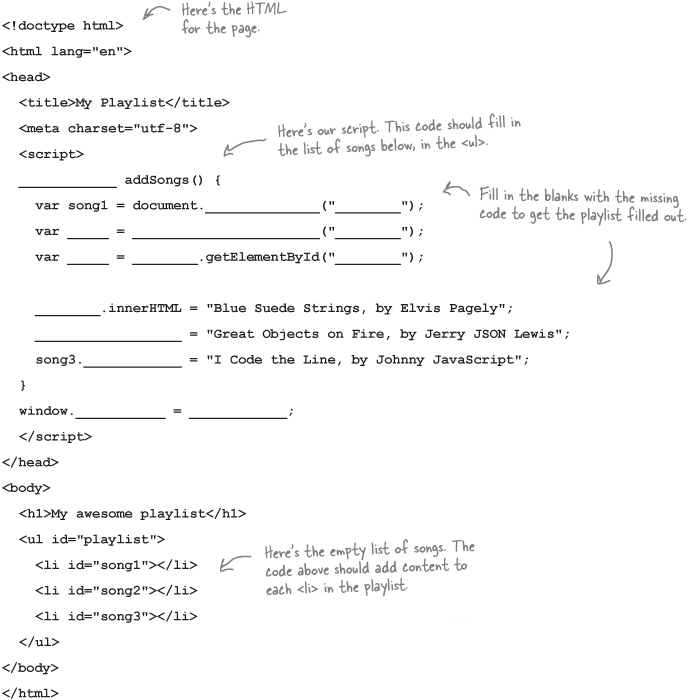 Here's the HTML
for the page.
<!doctype html>
<html lang="en">
<head>
<title>My Playlist</title>
<meta charset="utf-8">
Here's our script. This code should fill in
the list of songs below, in the <ul>.
<script>
____________ addSongs() {
Fill in the blanks with the missing
code to get the playlist filled out.
var song1 = document.______________("________");
var _____ = _______________________("________");
var _____ = ________.getElementById("________");
________.innerHTML = "Blue Suede Strings, by Elvis Pagely";
__________________ = "Great Objects on Fire, by Jerry JSON Lewis";
song3.____________ = "I Code the Line, by Johnny JavaScript";
}
window.___________ = ____________;
</script>
</head>
<body>
<h1>My awesome playlist</h1>
<ul id="playlist">
Here's the empty list of songs. The
code above should add content to
each <li> in the playlist.
<li id="song1"></li>
<li id="song2"></li>
<li id="song3"></li>
</ul>
</body>
</html>